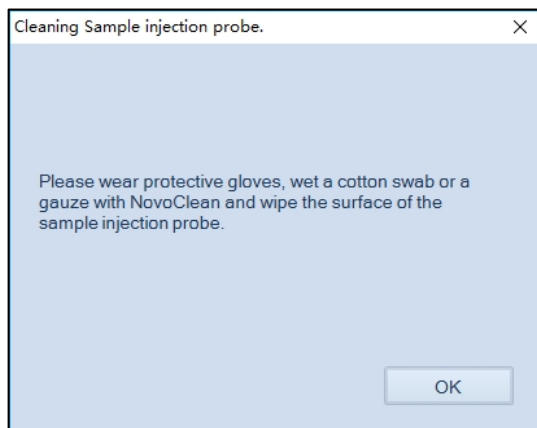 Cleaning Sample injection probe.
Please wear protective gloves, wet a cotton swab or a
gauze with NovoClean and wipe the surface of the
sample injection probe.
OK